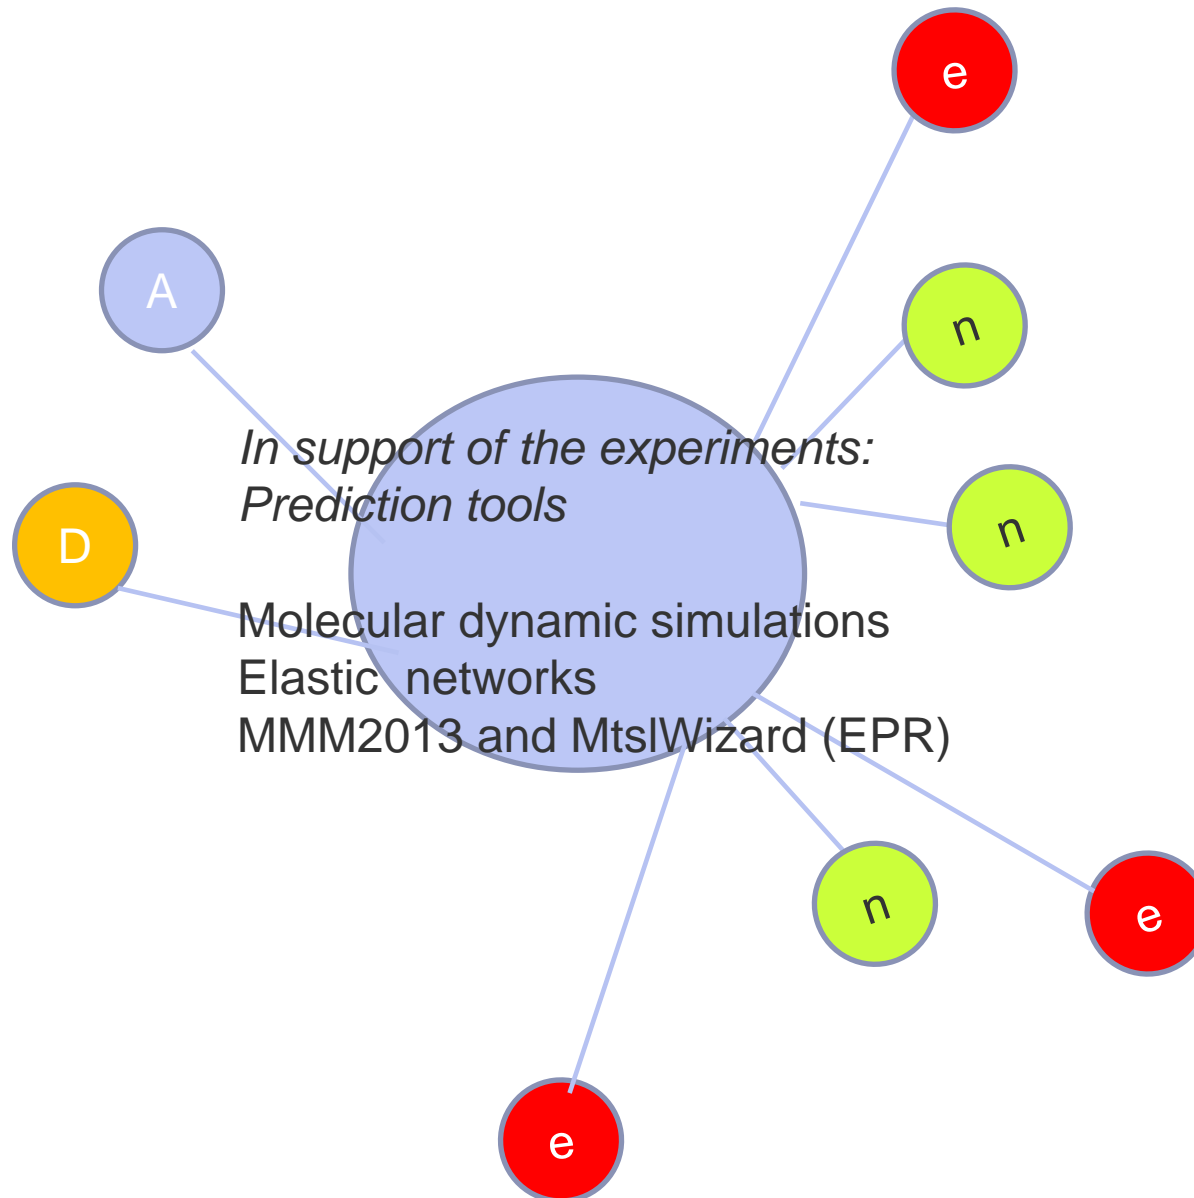 e
A
n
In support of the experiments:
Prediction tools
n
D
Molecular dynamic simulations
Elastic networks
MMM2013 and MtslWizard (EPR)
n
e
e